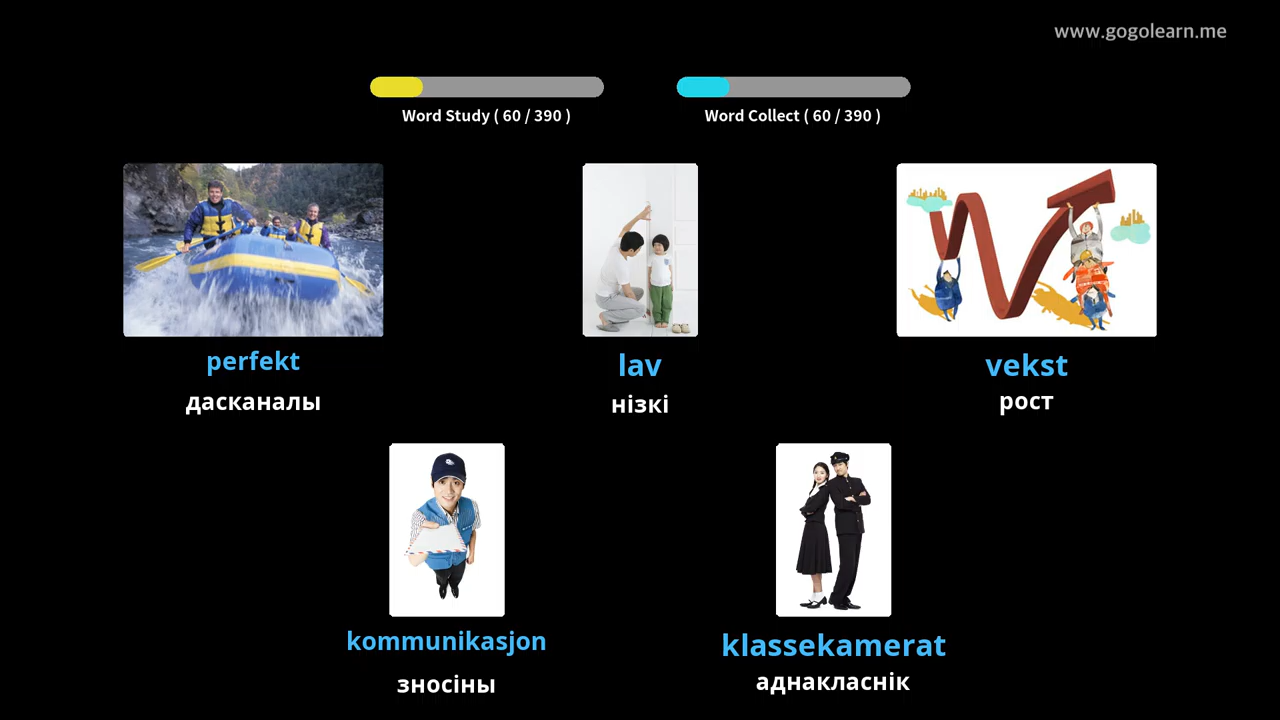 www.gogolearn.me
Word Study ( 60 / 390 )
Word Collect ( 60 / 390 )
perfekt
дасканалы
lav
нізкі
vekst
рост
kommunikasjon
зносіны
klassekamerat
аднакласнік